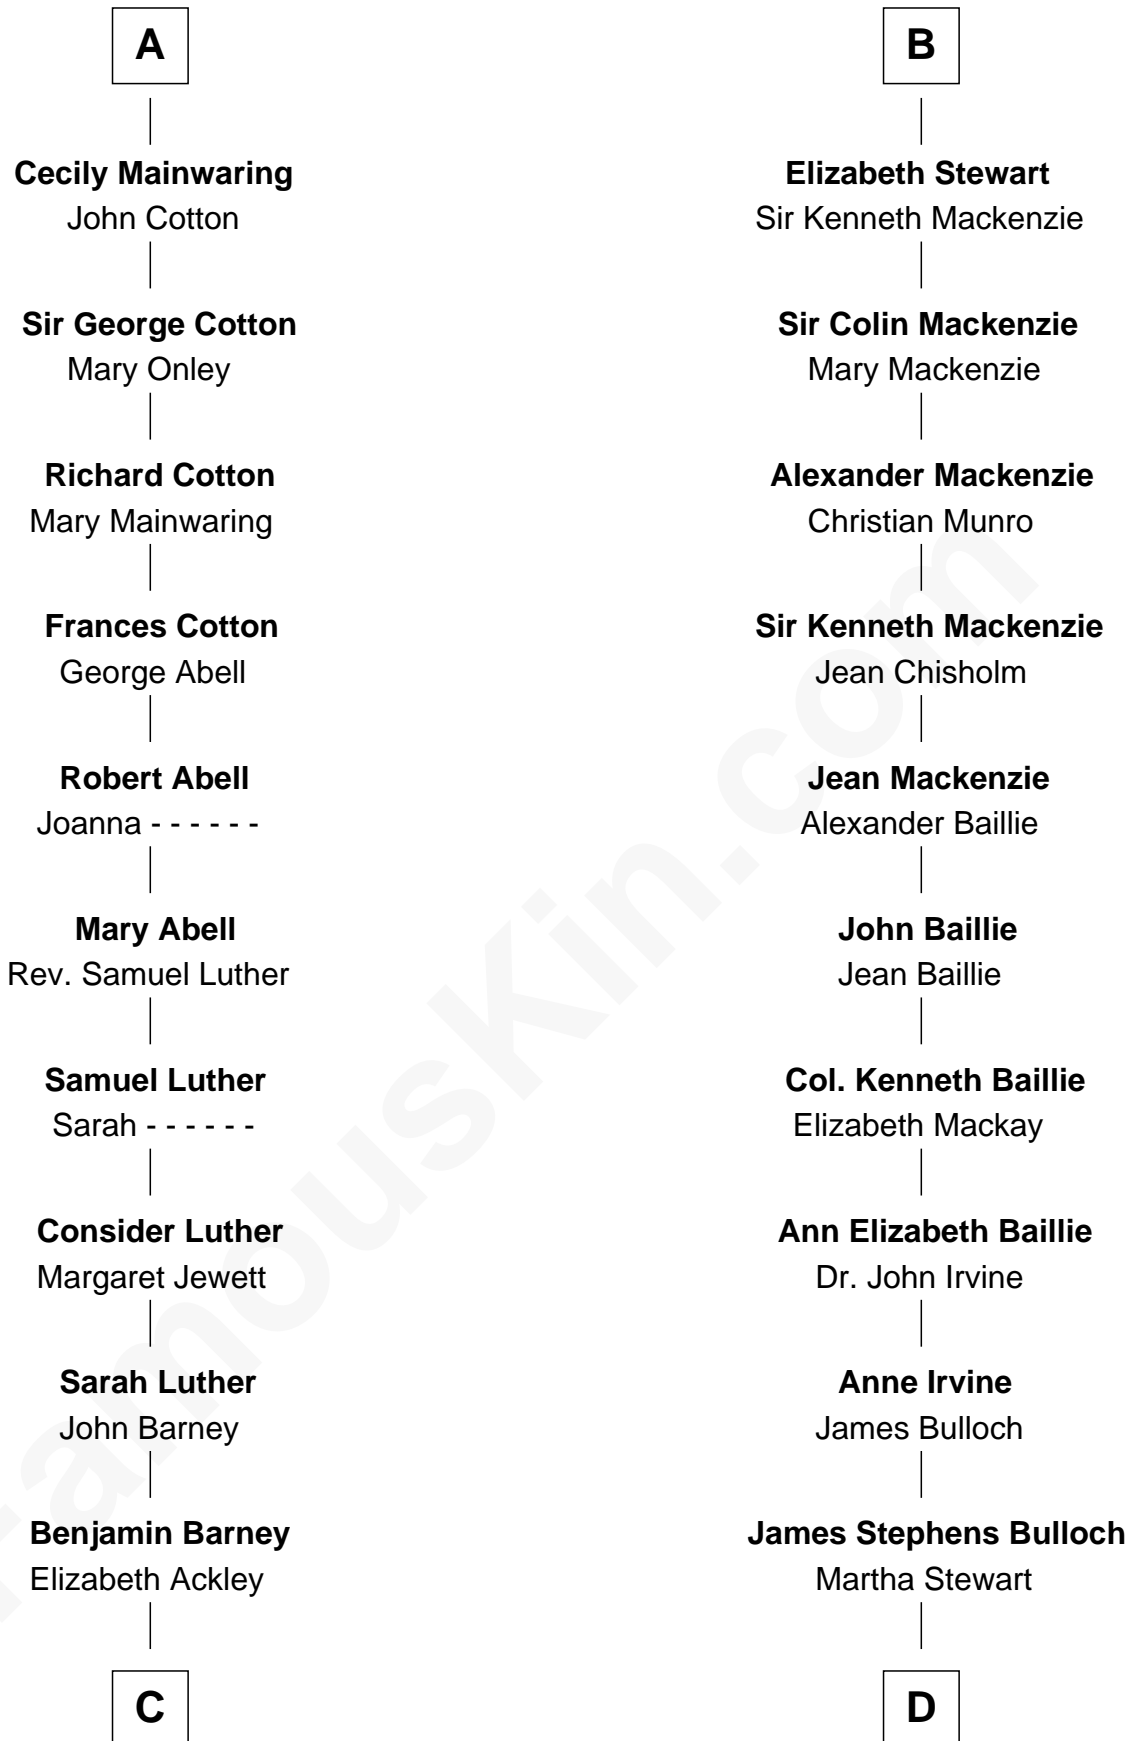 A
Cecily Mainwaring
John Cotton
Sir George Cotton
Mary Onley
Richard Cotton
Mary Mainwaring
Frances Cotton
George Abell
Robert Abell
Joanna - - - - - -
Mary Abell
Rev. Samuel Luther
Samuel Luther
Sarah - - - - - -
Consider Luther
Margaret Jewett
Sarah Luther
John Barney
Benjamin Barney
Elizabeth Ackley
C
B
Elizabeth Stewart
Sir Kenneth Mackenzie
Sir Colin Mackenzie
Mary Mackenzie
Alexander Mackenzie
Christian Munro
Sir Kenneth Mackenzie
Jean Chisholm
Jean Mackenzie
Alexander Baillie
John Baillie
Jean Baillie
Col. Kenneth Baillie
Elizabeth Mackay
Ann Elizabeth Baillie
Dr. John Irvine
Anne Irvine
James Bulloch
James Stephens Bulloch
Martha Stewart
D
FamousKin.com